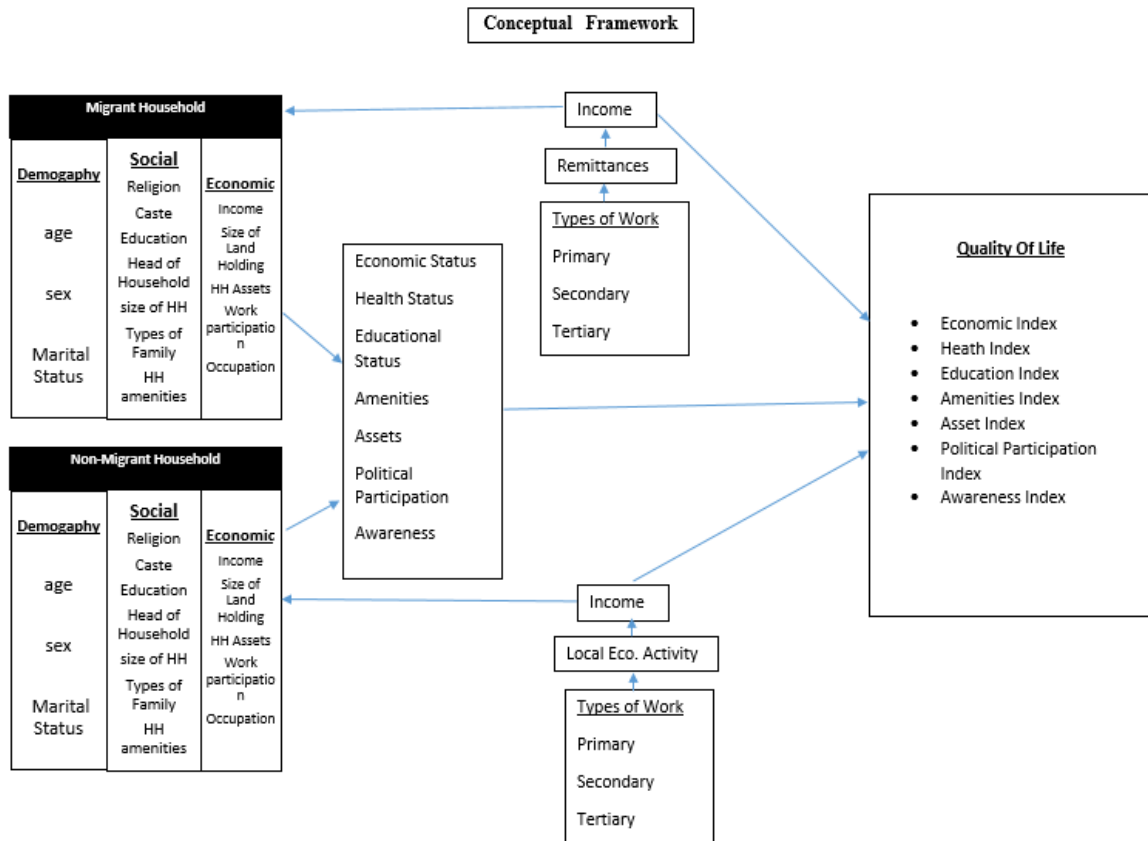 Conceptual Framework
Migrant Household
Demogaphy
age
sex
Marital
Status
Social
Religion
Caste
Education
Head of
Household
size of HH
Types of
Family
HH
amenities
Economic
Income
Size of
Land
Holding
HH Assets
Work
participatio
n
Occupation
Non-Migrant Household
Demogaphy
age
sex
Marital
Status
Social
Religion
Caste
Education
Head of
Household
size of HH
Types of
Family
HH
amenities
Economic
Income
Size of
Land
Holding
HH Assets
Work
participatio
n
Occupation
Economic Status
Health Status
Educational
Status
Amenities
Assets
Political
Participation
Awareness
Income
Remittances
Types of Work
Primary
Secondary
Tertiary
Income
Local Eco. Activity
Types of Work
Primary
Secondary
Tertiary
Quality Of Life
• Economic Index
• Heath Index
• Education Index
• Amenities Index
• Asset Index
• Political Participation
Index
• Awareness Index